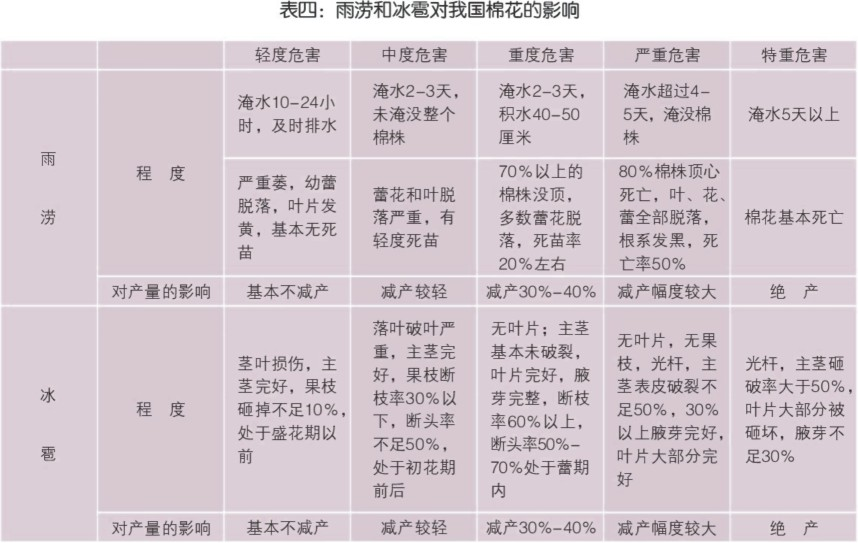 表四：雨涝和冰雹对我国棉花的影响
轻度危害 中度危害 重度危害 严重危害 特重危害
雨
涝
程 度
淹水10-24小
时，及时排水
淹水2-3天，
未淹没整个
棉株
淹水2-3天，
积水40-50
厘米
淹水超过4-
5天，淹没棉
株
淹水5天以上
严重萎，幼蕾
脱落，叶片发
黄，基本无死
苗
蕾花和叶脱
落严重，有
轻度死苗
70%以上的
棉株没顶，
多数蕾花脱
落，死苗率
20%左右
80%棉株顶心
死亡，叶、花、
蕾全部脱落，
根系发黑，死
亡率50%
棉花基本死亡
对产量的影响 基本不减产 减产较轻 减产30%-40% 减产幅度较大 绝 产
冰
雹
程 度
茎叶损伤，主
茎完好，果枝
砸掉不足10%，
处于盛花期以
前
落叶破叶严
重，主茎完
好，果枝断
枝率30%以
下，断头率
不足50%，
处于初花期
前后
无叶片；主茎
基本未破裂，
叶片完好，腋
芽完整，断枝
率60%以上，
断头率50%-
70%处于蕾期
内
无叶片，无果
枝，光杆，主
茎表皮破裂不
足50%，30%
以上腋芽完好，
叶片大部分完
好
光杆，主茎砸
破率大于50%，
叶片大部分被
砸坏，腋芽不
足30%
对产量的影响 基本不减产 减产较轻 减产30%-40% 减产幅度较大 绝 产